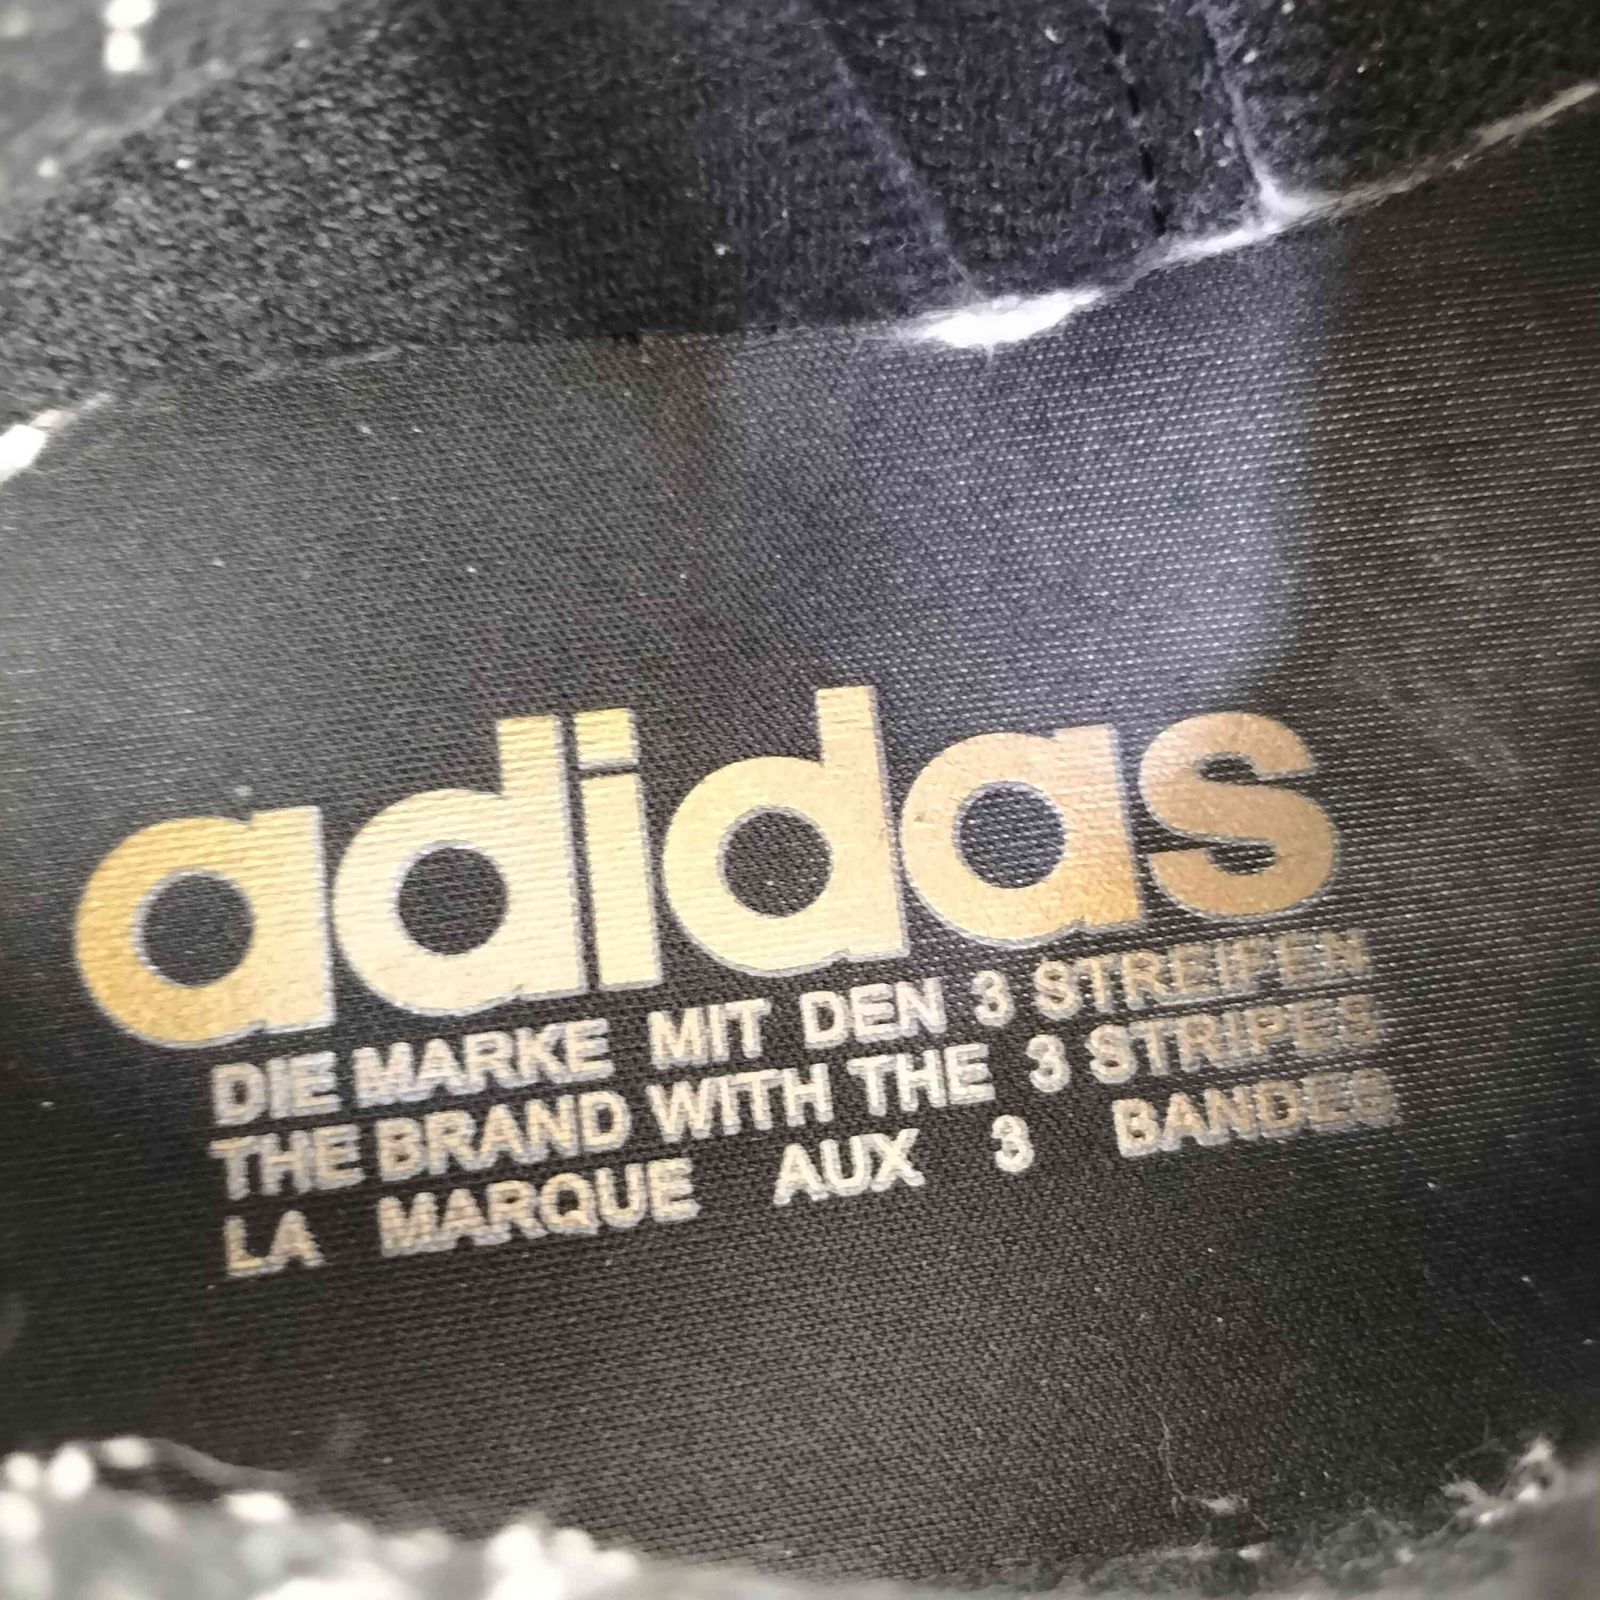 adidas
DIE MARKE MIT DEN 3 STREIFEN
THE BRAND WITH THE 3 STRIPES
LA MARQUE AUX 3 BANDES